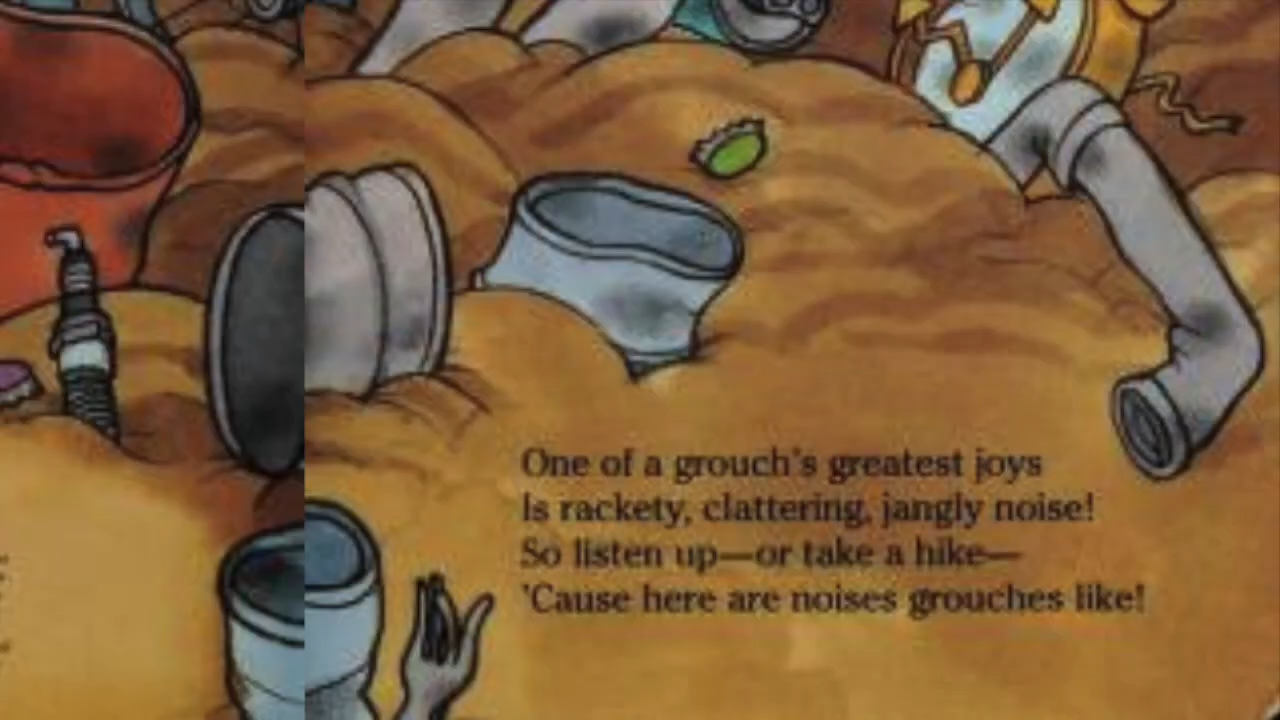 One of a grouch's greatest joys
Is rackety, clattering, jangly noise!
So listen up—or take a hike—
'Cause here are noises grouches like!